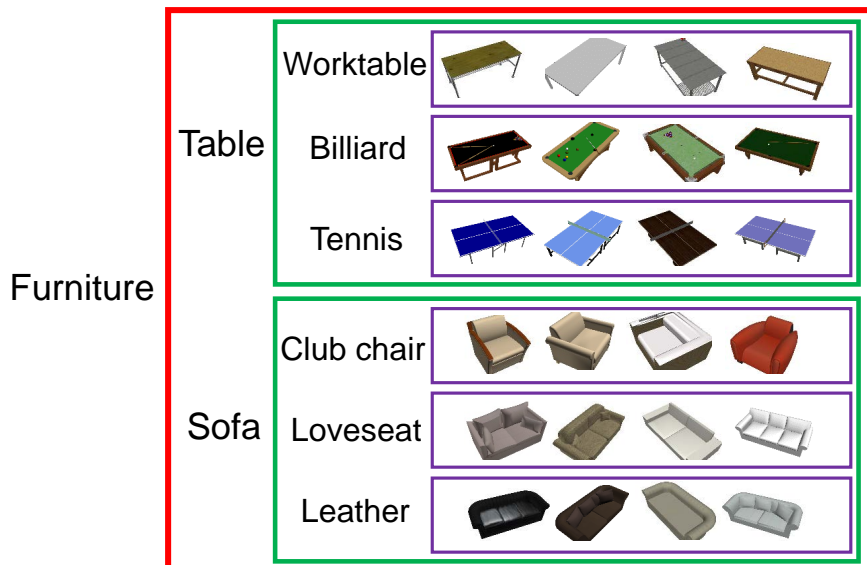 Furniture
Table
Worktable
Billiard
Tennis
Sofa
Club chair
Loveseat
Leather